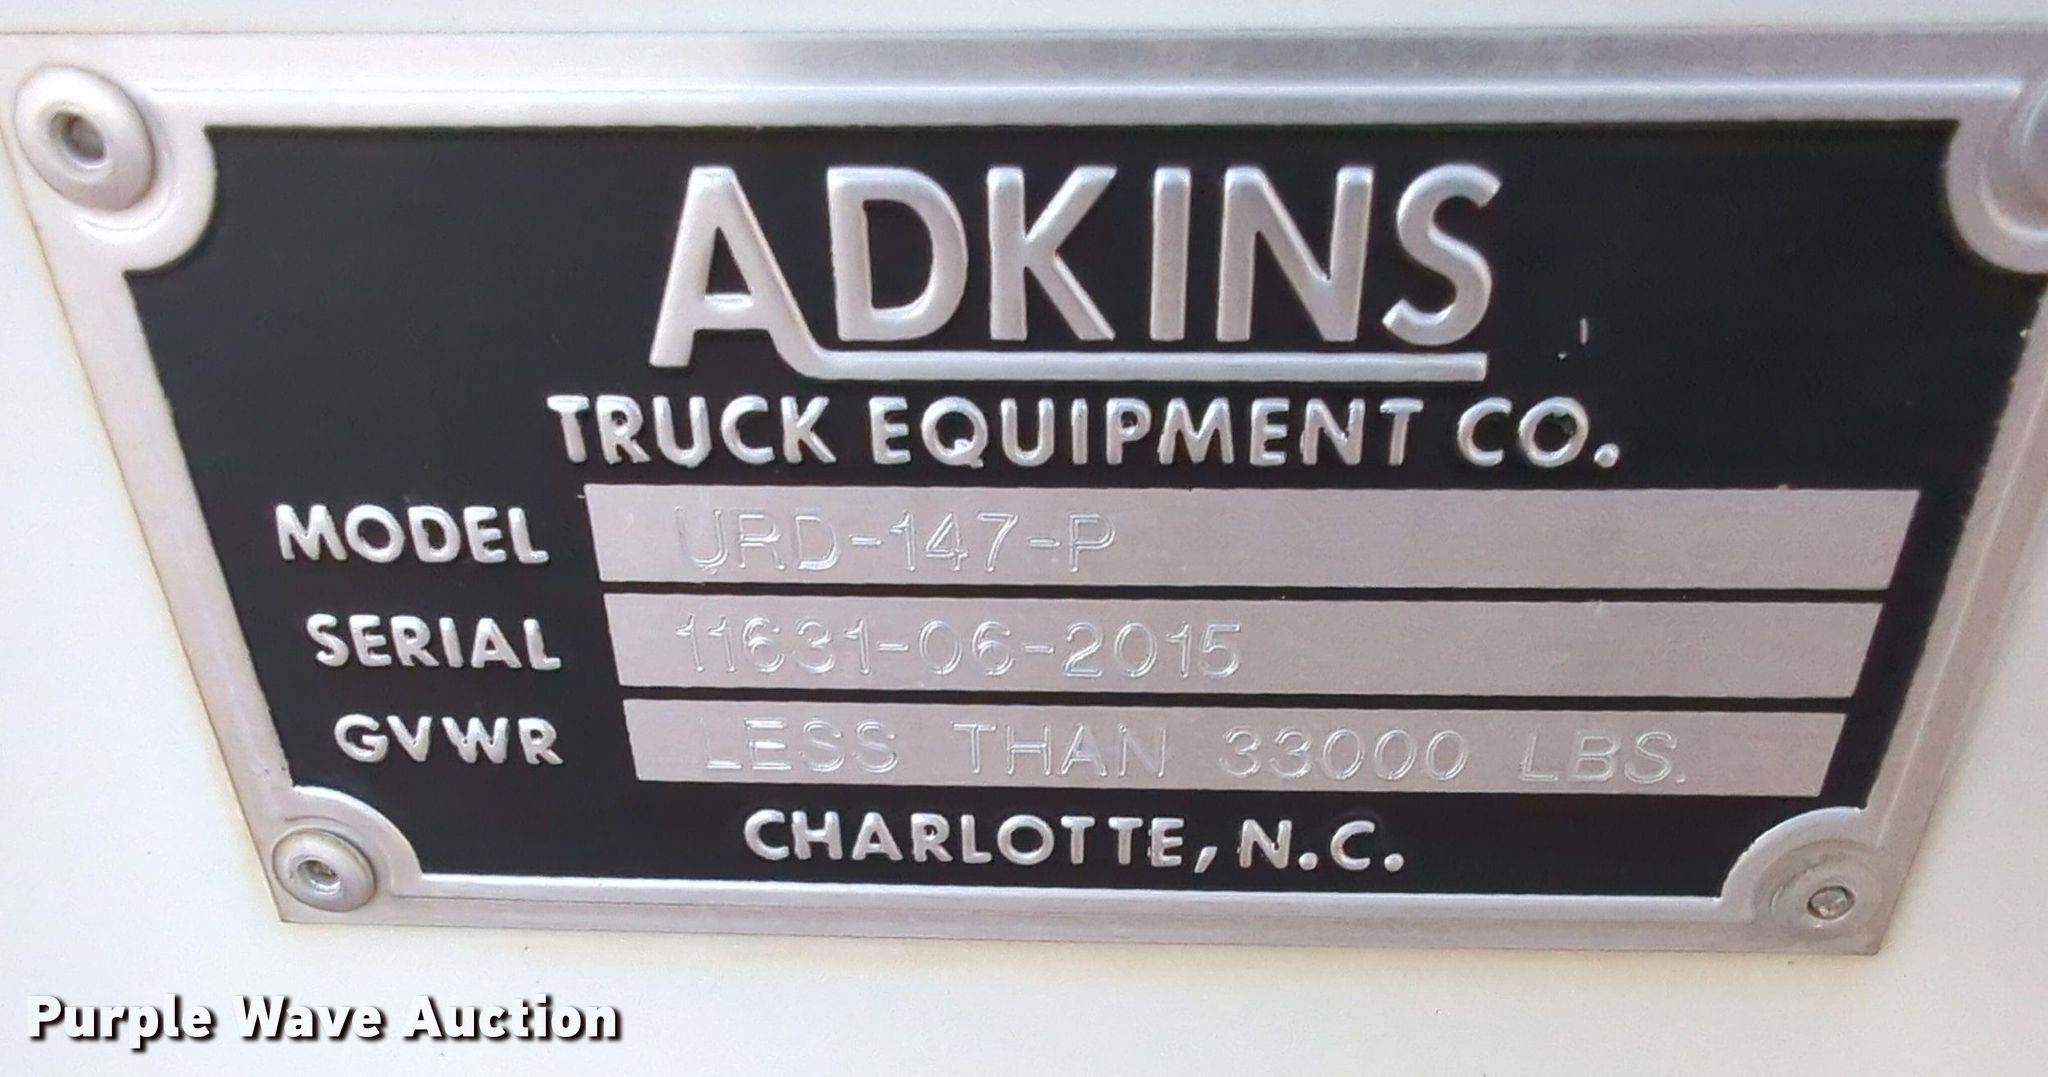 ADKINS
TRUCK EQUIPMENT CO.
MODEL URD-147-P
SERIAL 11631-06-2015
GVWR LESS THAN 33000 LBS.
CHARLOTTE, N.C.
Purple Wave Auction